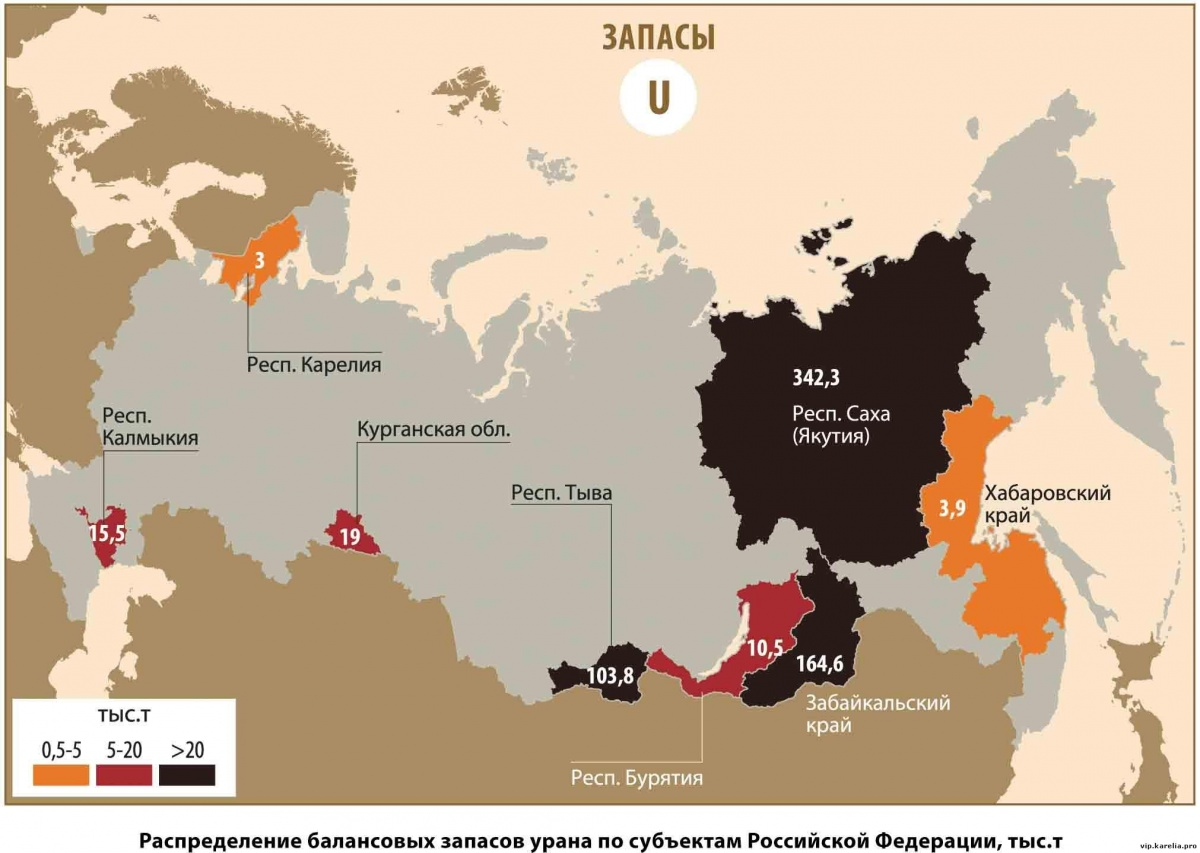 ЗАПАСЫ
U
3
Респ. Карелия
342,3
Респ. Саха
(Якутия)
Респ.
Калмыкия
Курганская обл.
Респ. Тыва
Хабаровский
край
3,9
15,5
19
10,5
103,8
164,6
Забайкальский
край
Респ. Бурятия
тыс.т
0,5-5 5-20 >20
Распределение балансовых запасов урана по субъектам Российской Федерации, тыс.т
vip.karelia.pro